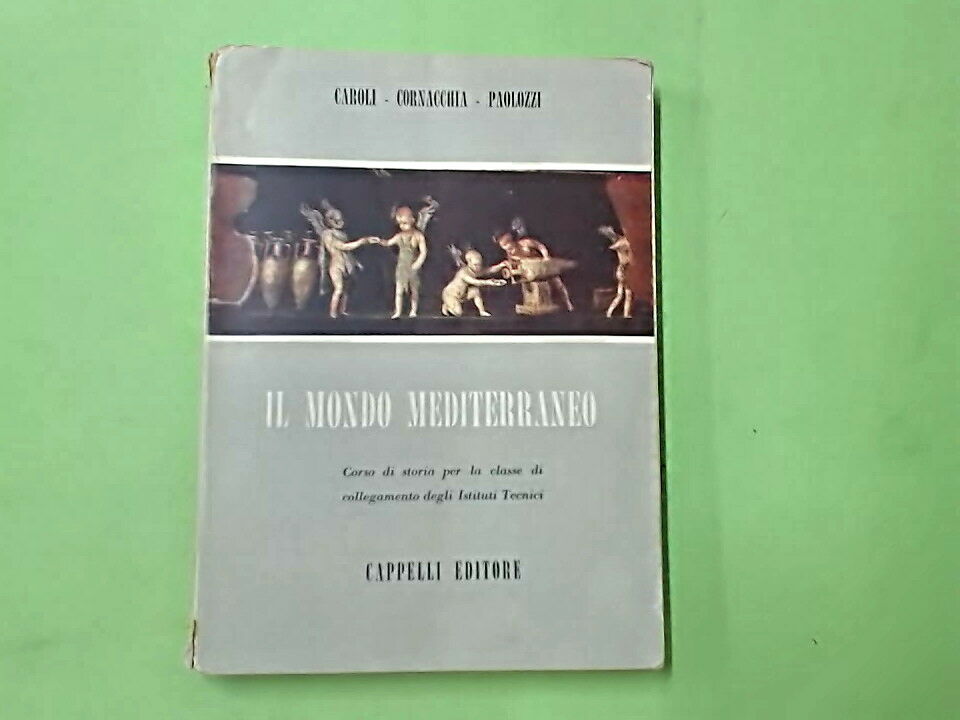 CAROLI - CORNACCHIA - PAOLOZZI
IL MONDO MEDITERRANEO
Corso di storia per la classe di
collegamento degli Istituti Tecnici
CAPPELLI EDITORE